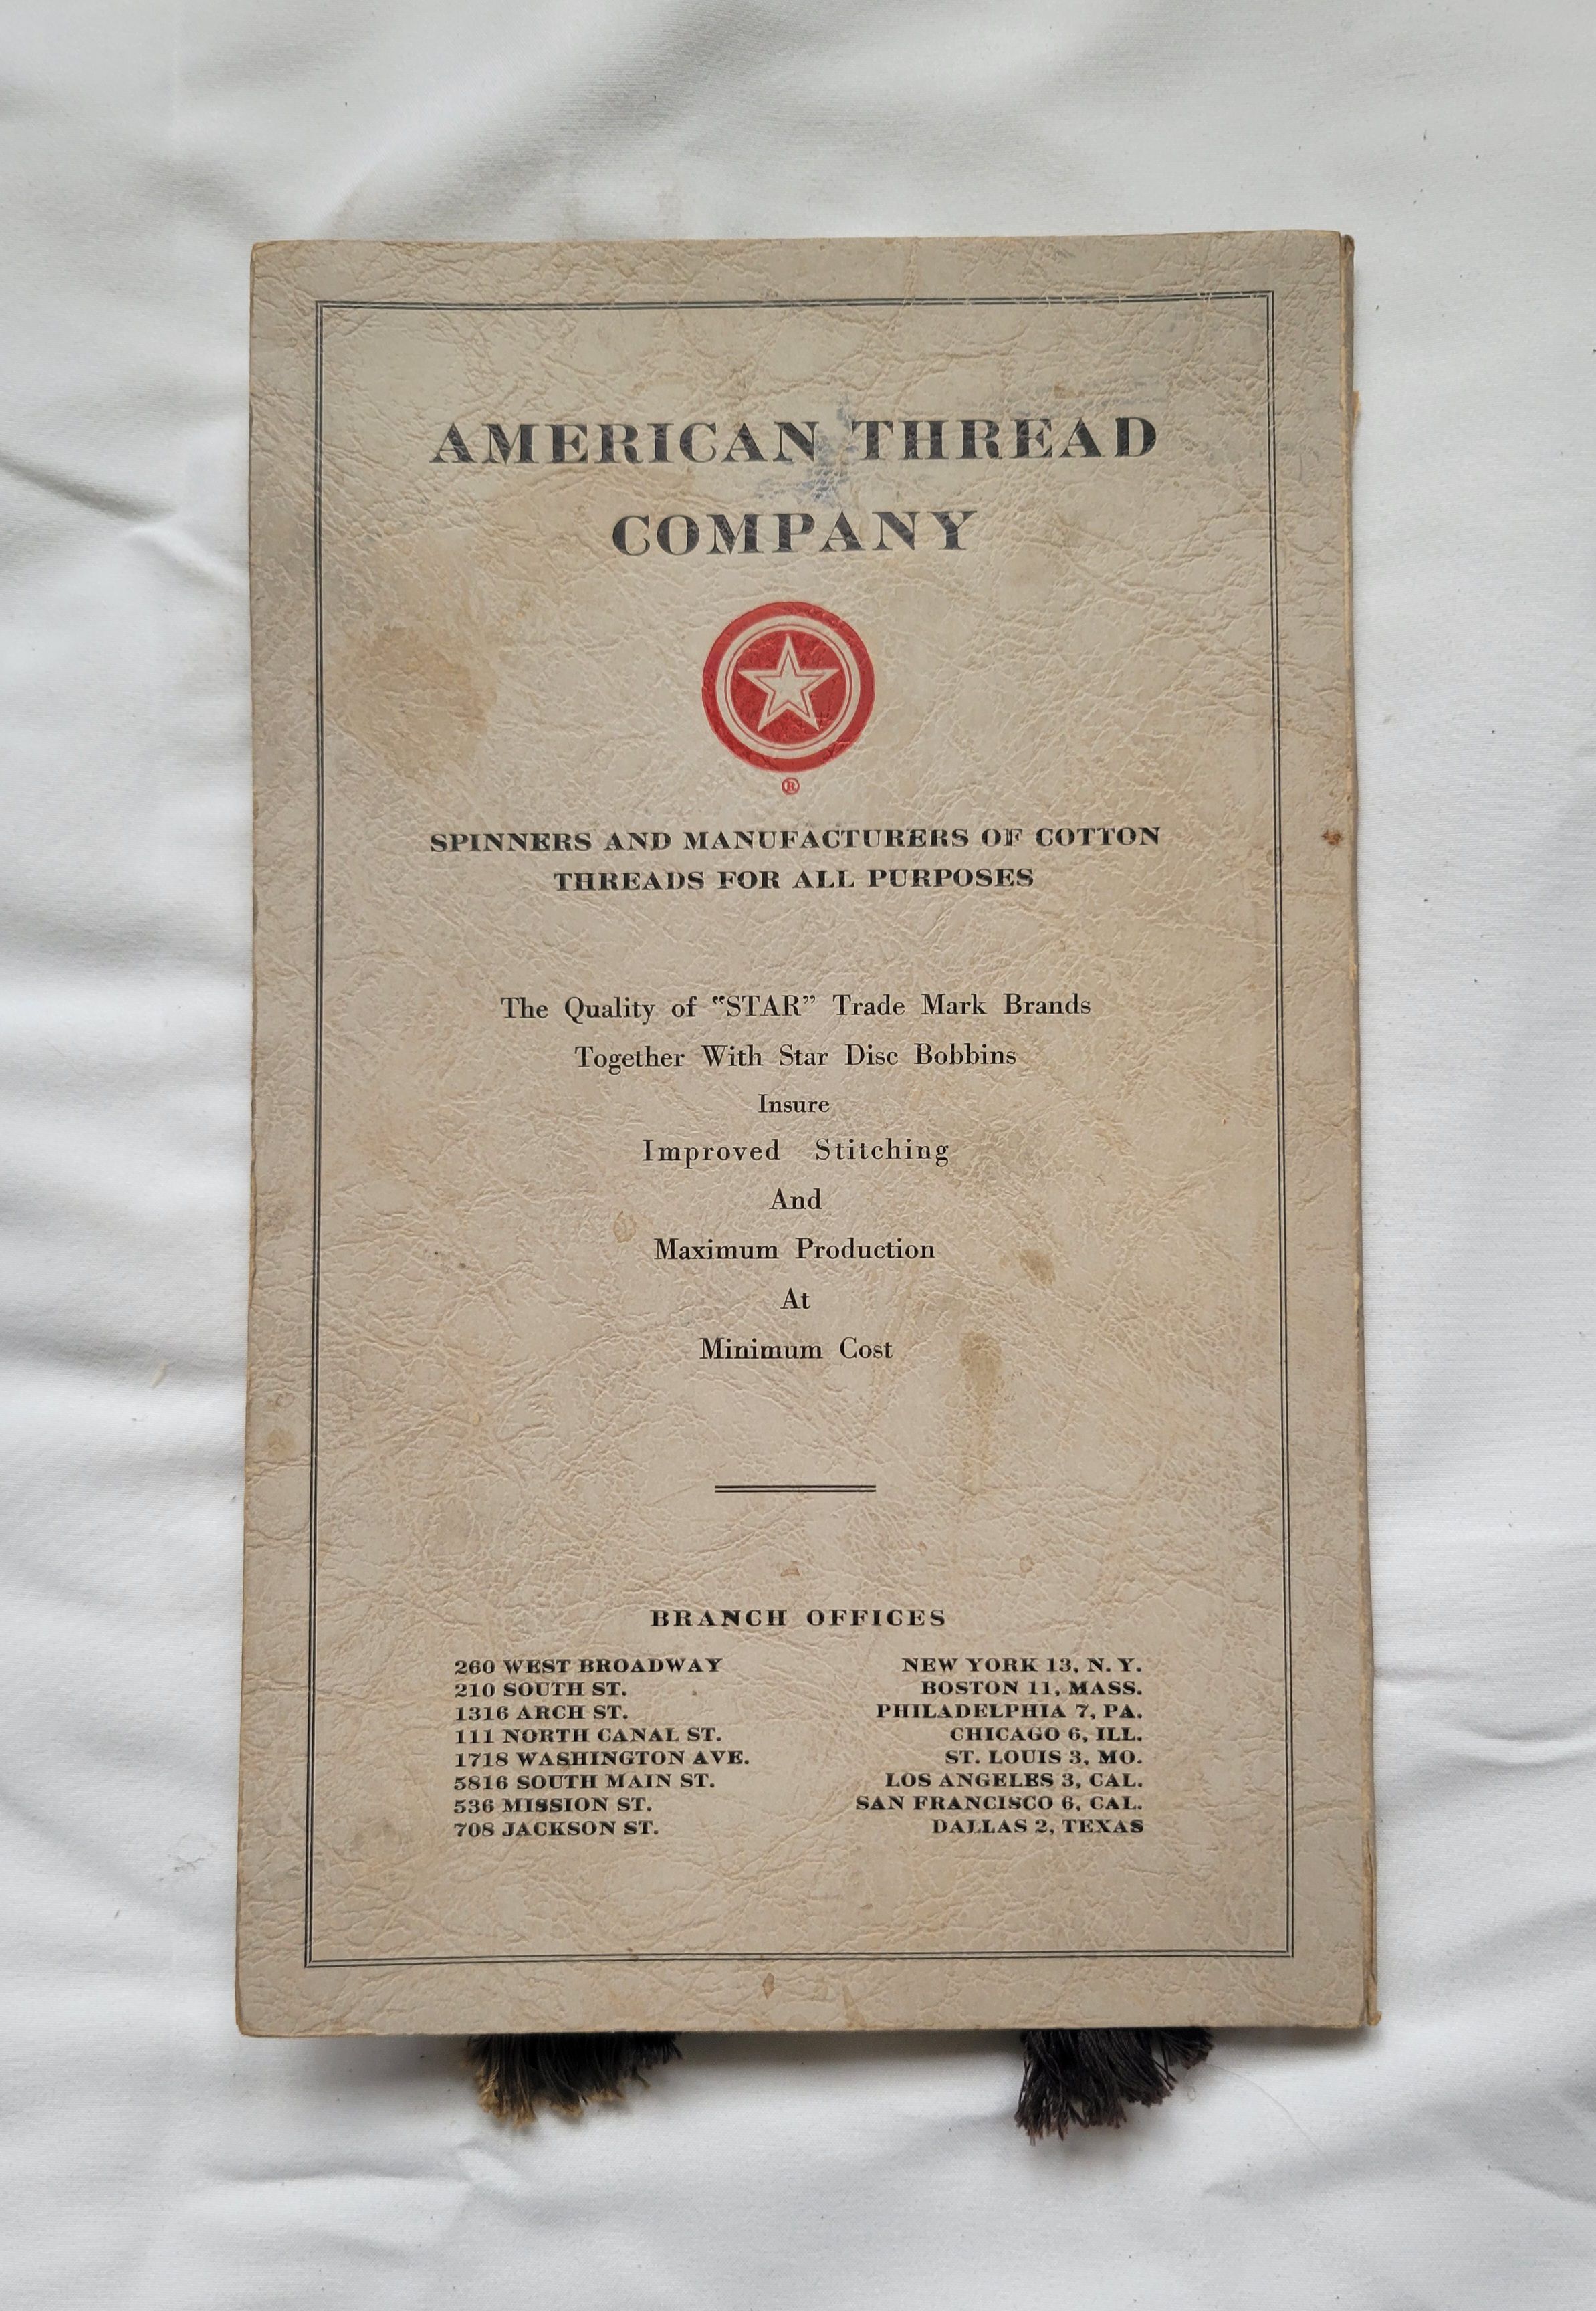 AMERICAN THREAD
COMPANY
®
SPINNERS AND MANUFACTURERS OF COTTON
THREADS FOR ALL PURPOSES
The Quality of "STAR" Trade Mark Brands
Together With Star Disc Bobbins
Insure
Improved Stitching
And
Maximum Production
At
Minimum Cost
BRANCH OFFICES
260 WEST BROADWAY NEW YORK 13, N. Y.
210 SOUTH ST. BOSTON 11, MASS.
1316 ARCH ST. PHILADELPHIA 7, PA.
111 NORTH CANAL ST. CHICAGO 6, ILL.
1718 WASHINGTON AVE. ST. LOUIS 3, MO.
5816 SOUTH MAIN ST. LOS ANGELES 3, CAL.
536 MISSION ST. SAN FRANCISCO 6, CAL.
708 JACKSON ST. DALLAS 2, TEXAS